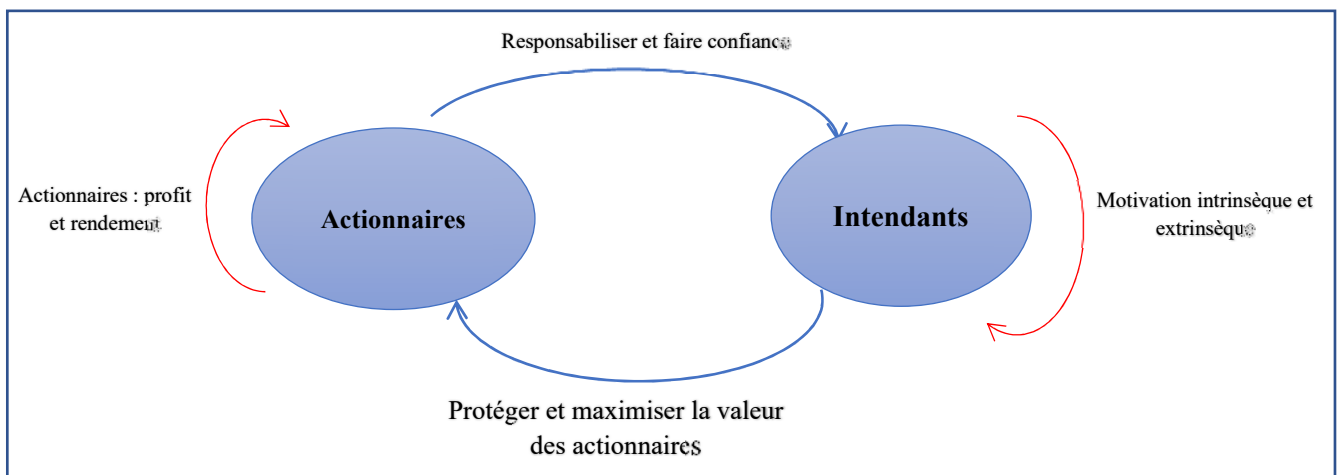 Responsabiliser et faire confiance
Actionnaires : profit
et rendement
Actionnaires
Intendants
Motivation intrinsèque et
extrinsèque
Protéger et maximiser la valeur
des actionnaires